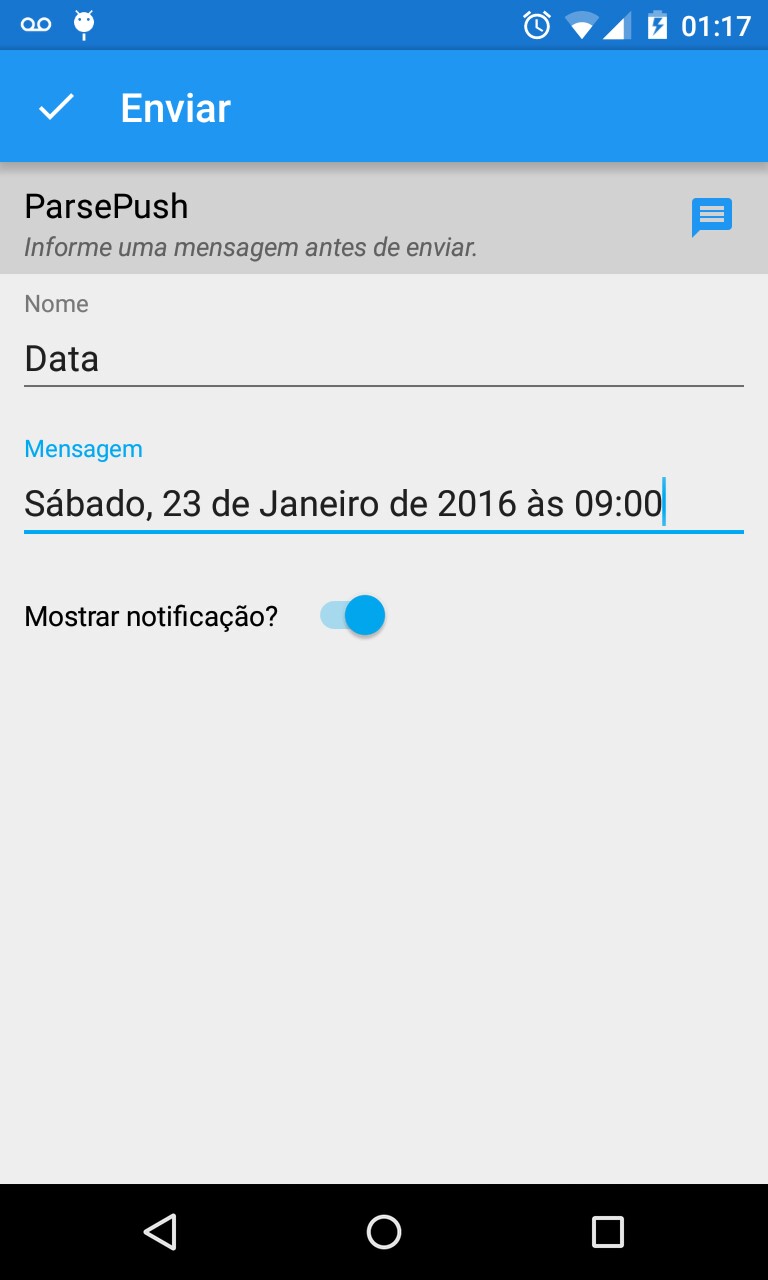 01:17
Enviar
ParsePush
Informe uma mensagem antes de enviar.
Nome
Data
Mensagem
Sábado, 23 de Janeiro de 2016 às 09:00
Mostrar notificação?